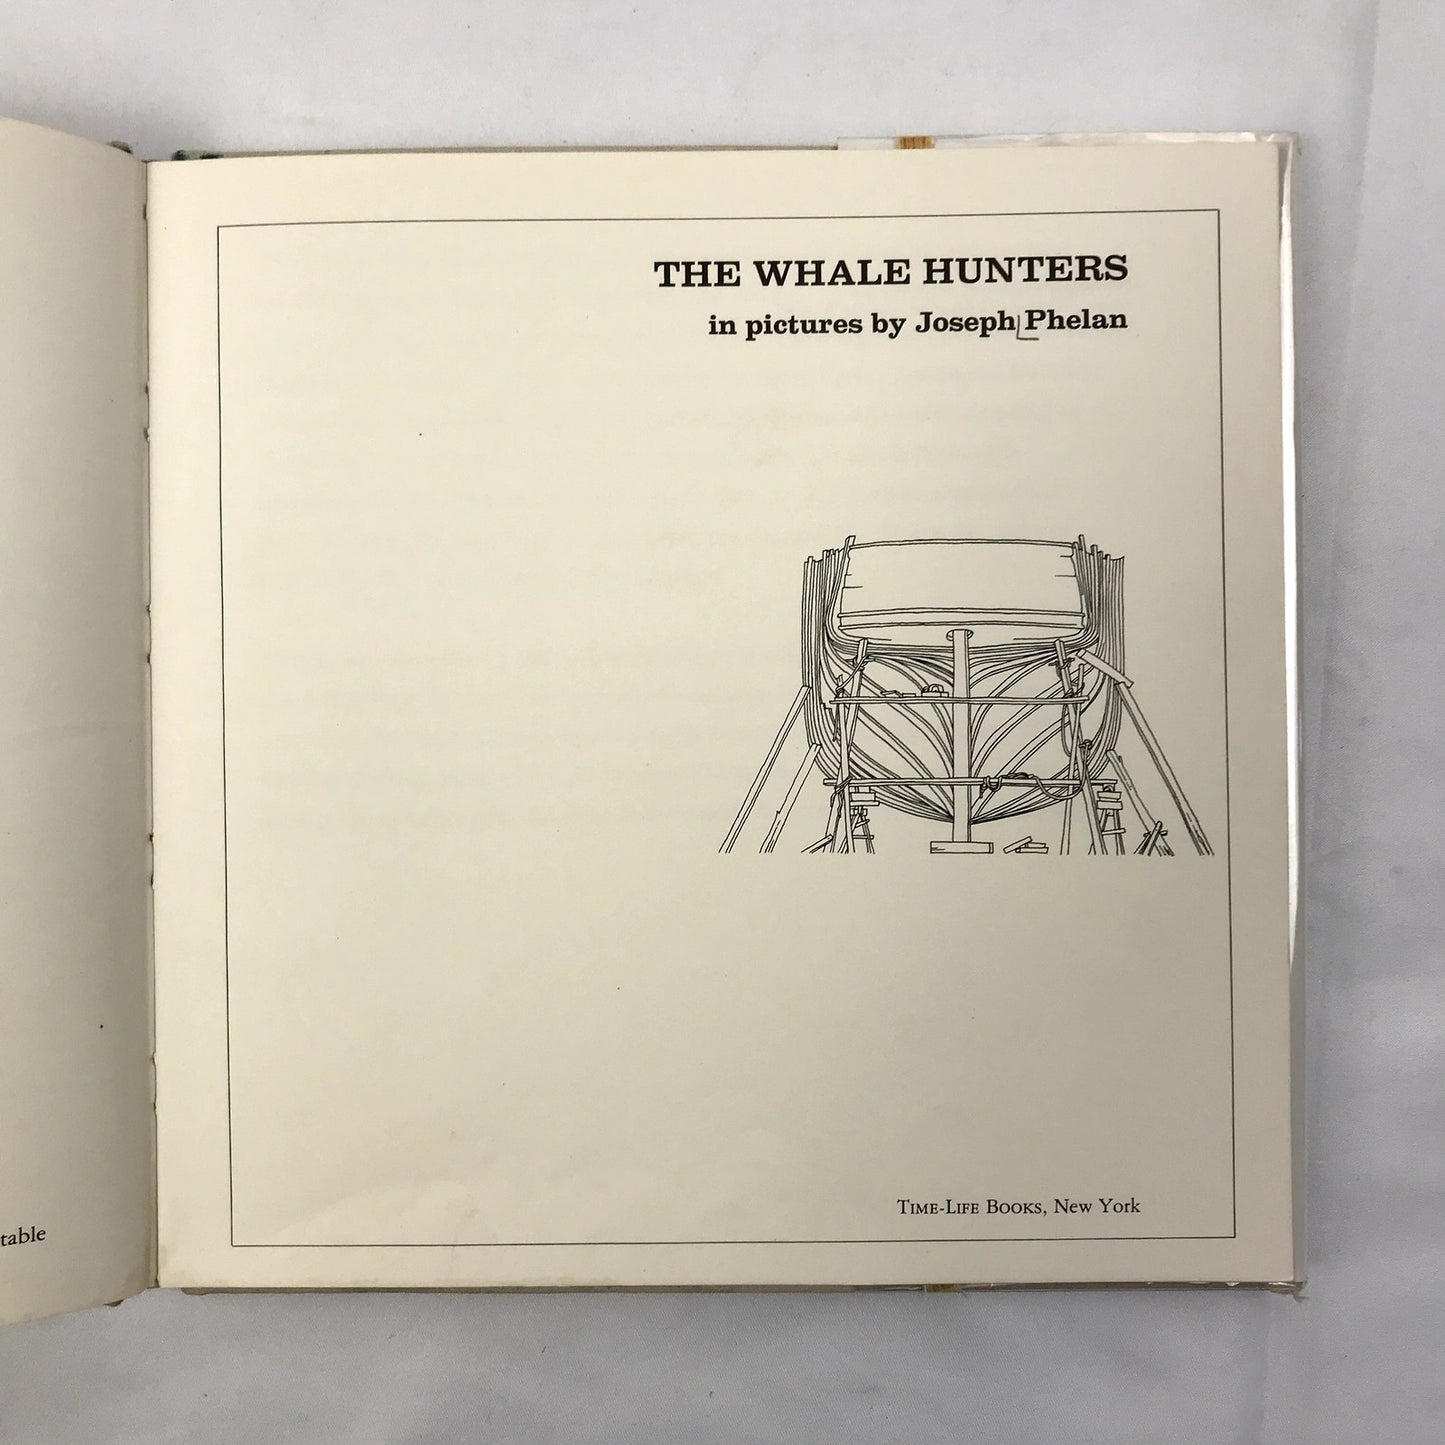 THE WHALE HUNTERS
in pictures by Joseph Phelan
TIME-LIFE BOOKS, New York
table